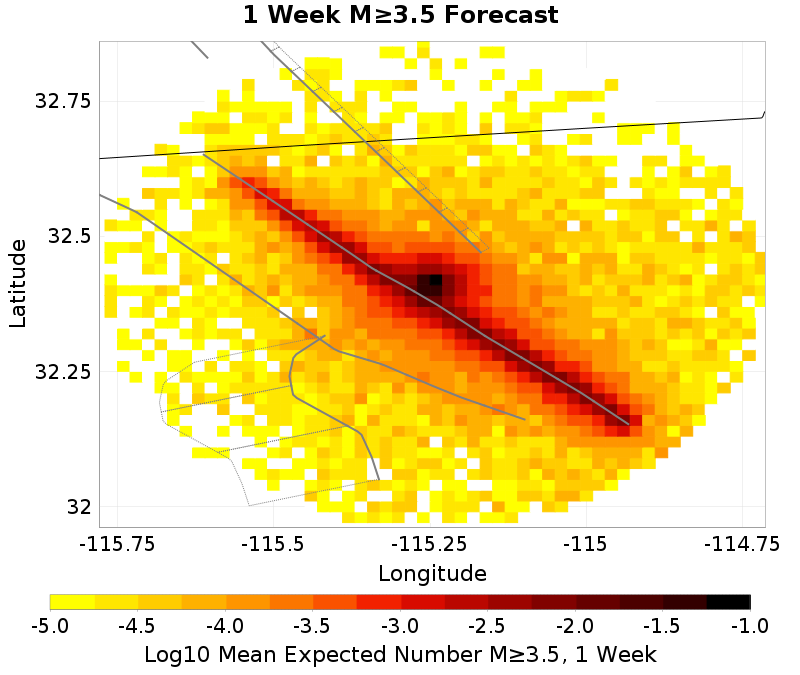 1 Week M≥3.5 Forecast
32.75
32.5
32.25
32
Latitude
-115.75 -115.5 -115.25 -115 -114.75
Longitude
-5.0 -4.5 -4.0 -3.5 -3.0 -2.5 -2.0 -1.5 -1.0
Log10 Mean Expected Number M≥3.5, 1 Week